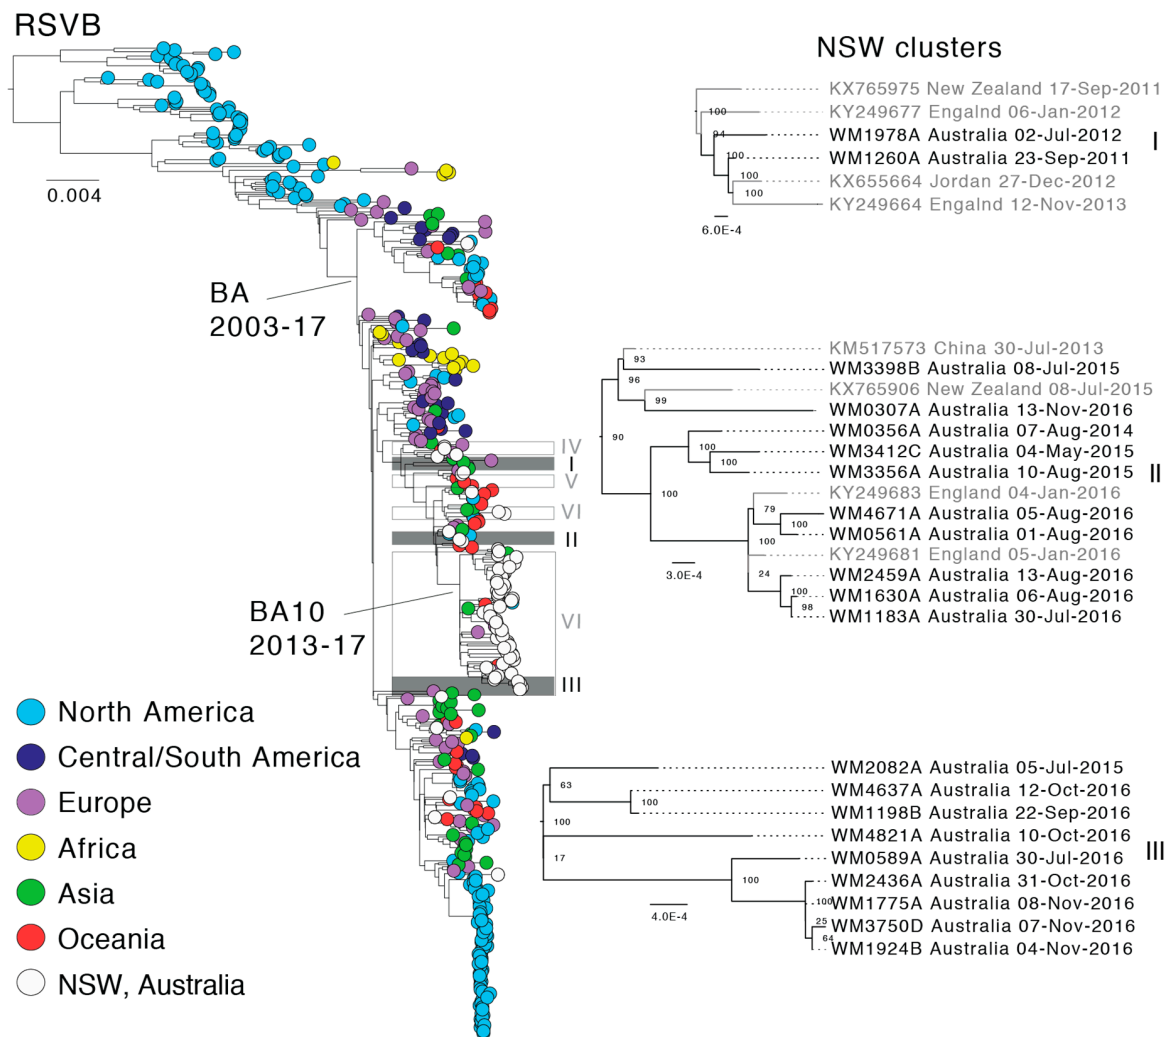 RSVB
0.004
BA
2003-17
BA10
2013-17
IV
I
V
VI
II
VI
III
North America
Central/South America
Europe
Africa
Asia
Oceania
NSW, Australia
NSW clusters
KX765975 New Zealand 17-Sep-2011
100
KY249677 Engalnd 06-Jan-2012
94
WM1978A Australia 02-Jul-2012
I
100
WM1260A Australia 23-Sep-2011
100
KX655664 Jordan 27-Dec-2012
100
KY249664 Engalnd 12-Nov-2013
6.0E-4
KM517573 China 30-Jul-2013
93
WM3398B Australia 08-Jul-2015
96
KX765906 New Zealand 08-Jul-2015
99
WM0307A Australia 13-Nov-2016
90
WM0356A Australia 07-Aug-2014
100
WM3412C Australia 04-May-2015
100
WM3356A Australia 10-Aug-2015
II
100
KY249683 England 04-Jan-2016
79
WM4671A Australia 05-Aug-2016
100
WM0561A Australia 01-Aug-2016
100
KY249681 England 05-Jan-2016
24
WM2459A Australia 13-Aug-2016
100
WM1630A Australia 06-Aug-2016
98
WM1183A Australia 30-Jul-2016
3.0E-4
WM2082A Australia 05-Jul-2015
63
WM4637A Australia 12-Oct-2016
100
WM1198B Australia 22-Sep-2016
100
WM4821A Australia 10-Oct-2016
III
17
WM0589A Australia 30-Jul-2016
100
WM2436A Australia 31-Oct-2016
100
WM1775A Australia 08-Nov-2016
25
WM3750D Australia 07-Nov-2016
64
WM1924B Australia 04-Nov-2016
4.0E-4